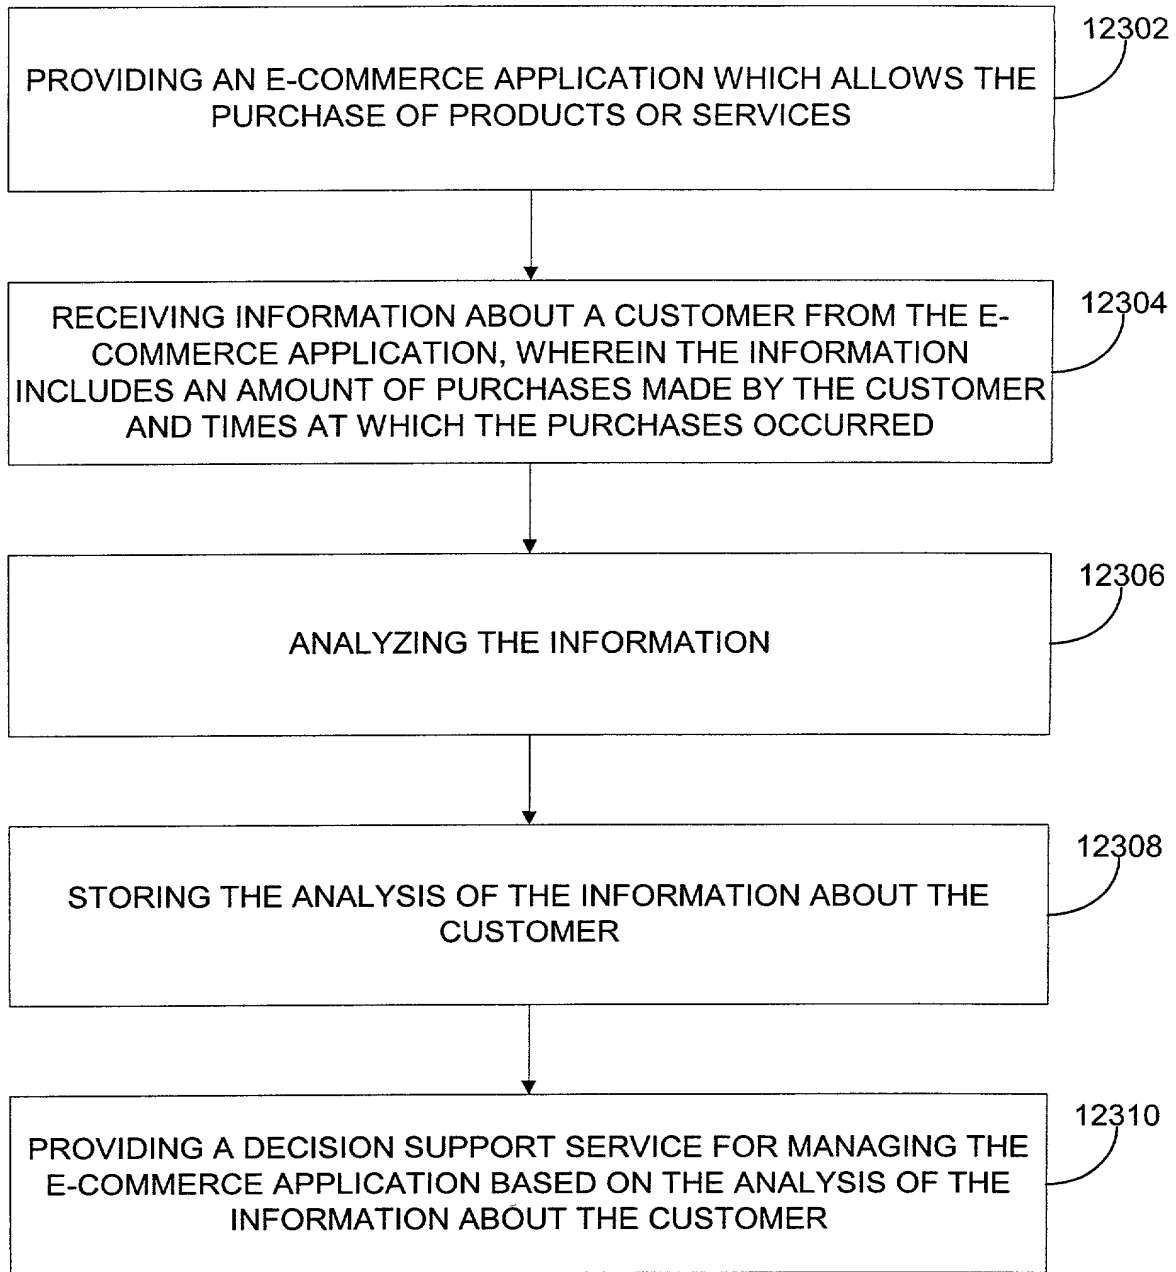 12302
PROVIDING AN E-COMMERCE APPLICATION WHICH ALLOWS THE
PURCHASE OF PRODUCTS OR SERVICES
12304
RECEIVING INFORMATION ABOUT A CUSTOMER FROM THE E-
COMMERCE APPLICATION, WHEREIN THE INFORMATION
INCLUDES AN AMOUNT OF PURCHASES MADE BY THE CUSTOMER
AND TIMES AT WHICH THE PURCHASES OCCURRED
12306
ANALYZING THE INFORMATION
12308
STORING THE ANALYSIS OF THE INFORMATION ABOUT THE
CUSTOMER
12310
PROVIDING A DECISION SUPPORT SERVICE FOR MANAGING THE
E-COMMERCE APPLICATION BASED ON THE ANALYSIS OF THE
INFORMATION ABOUT THE CUSTOMER